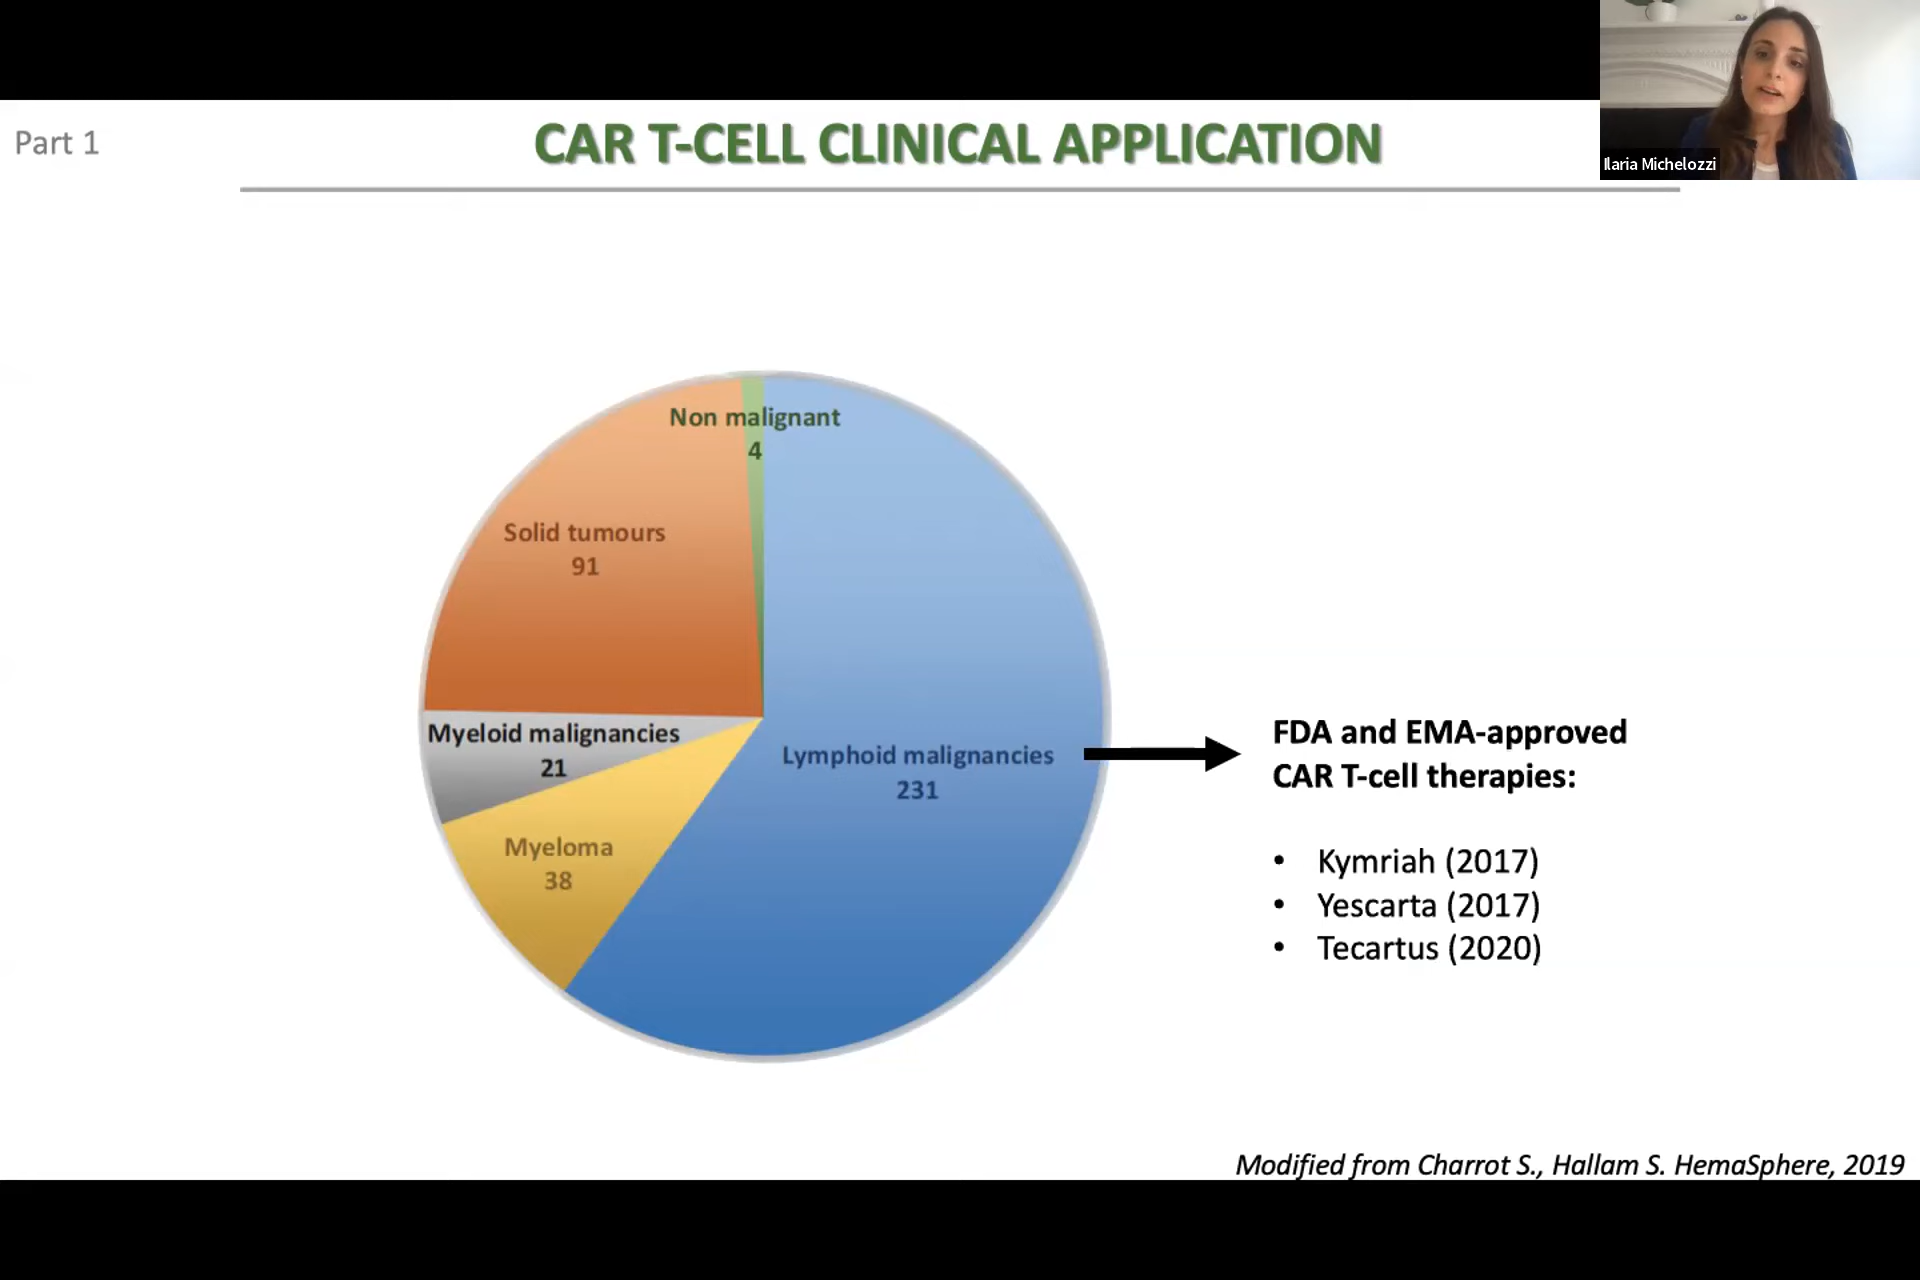 Part 1
CAR T-CELL CLINICAL APPLICATION
Ilaria Michelozzi
Non malignant
4
Solid tumours
91
Myeloid malignancies
21
Myeloma
38
Lymphoid malignancies
231
FDA and EMA-approved
CAR T-cell therapies:
• Kymriah (2017)
• Yescarta (2017)
• Tecartus (2020)
Modified from Charrot S., Hallam S. HemaSphere, 2019